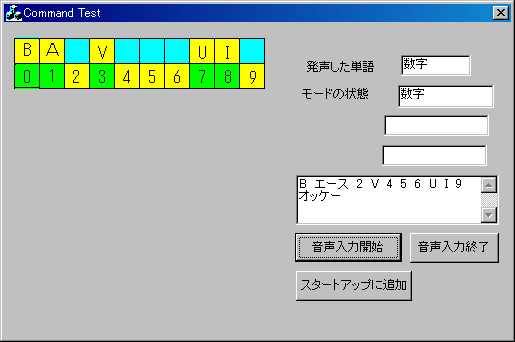 Command Test
B A V U I
0 1 2 3 4 5 6 7 8 9
発声した単語 数字
モードの状態 数字
B エース 2 V 4 5 6 U I 9
オッケー
音声入力開始 音声入力終了
スタートアップに追加